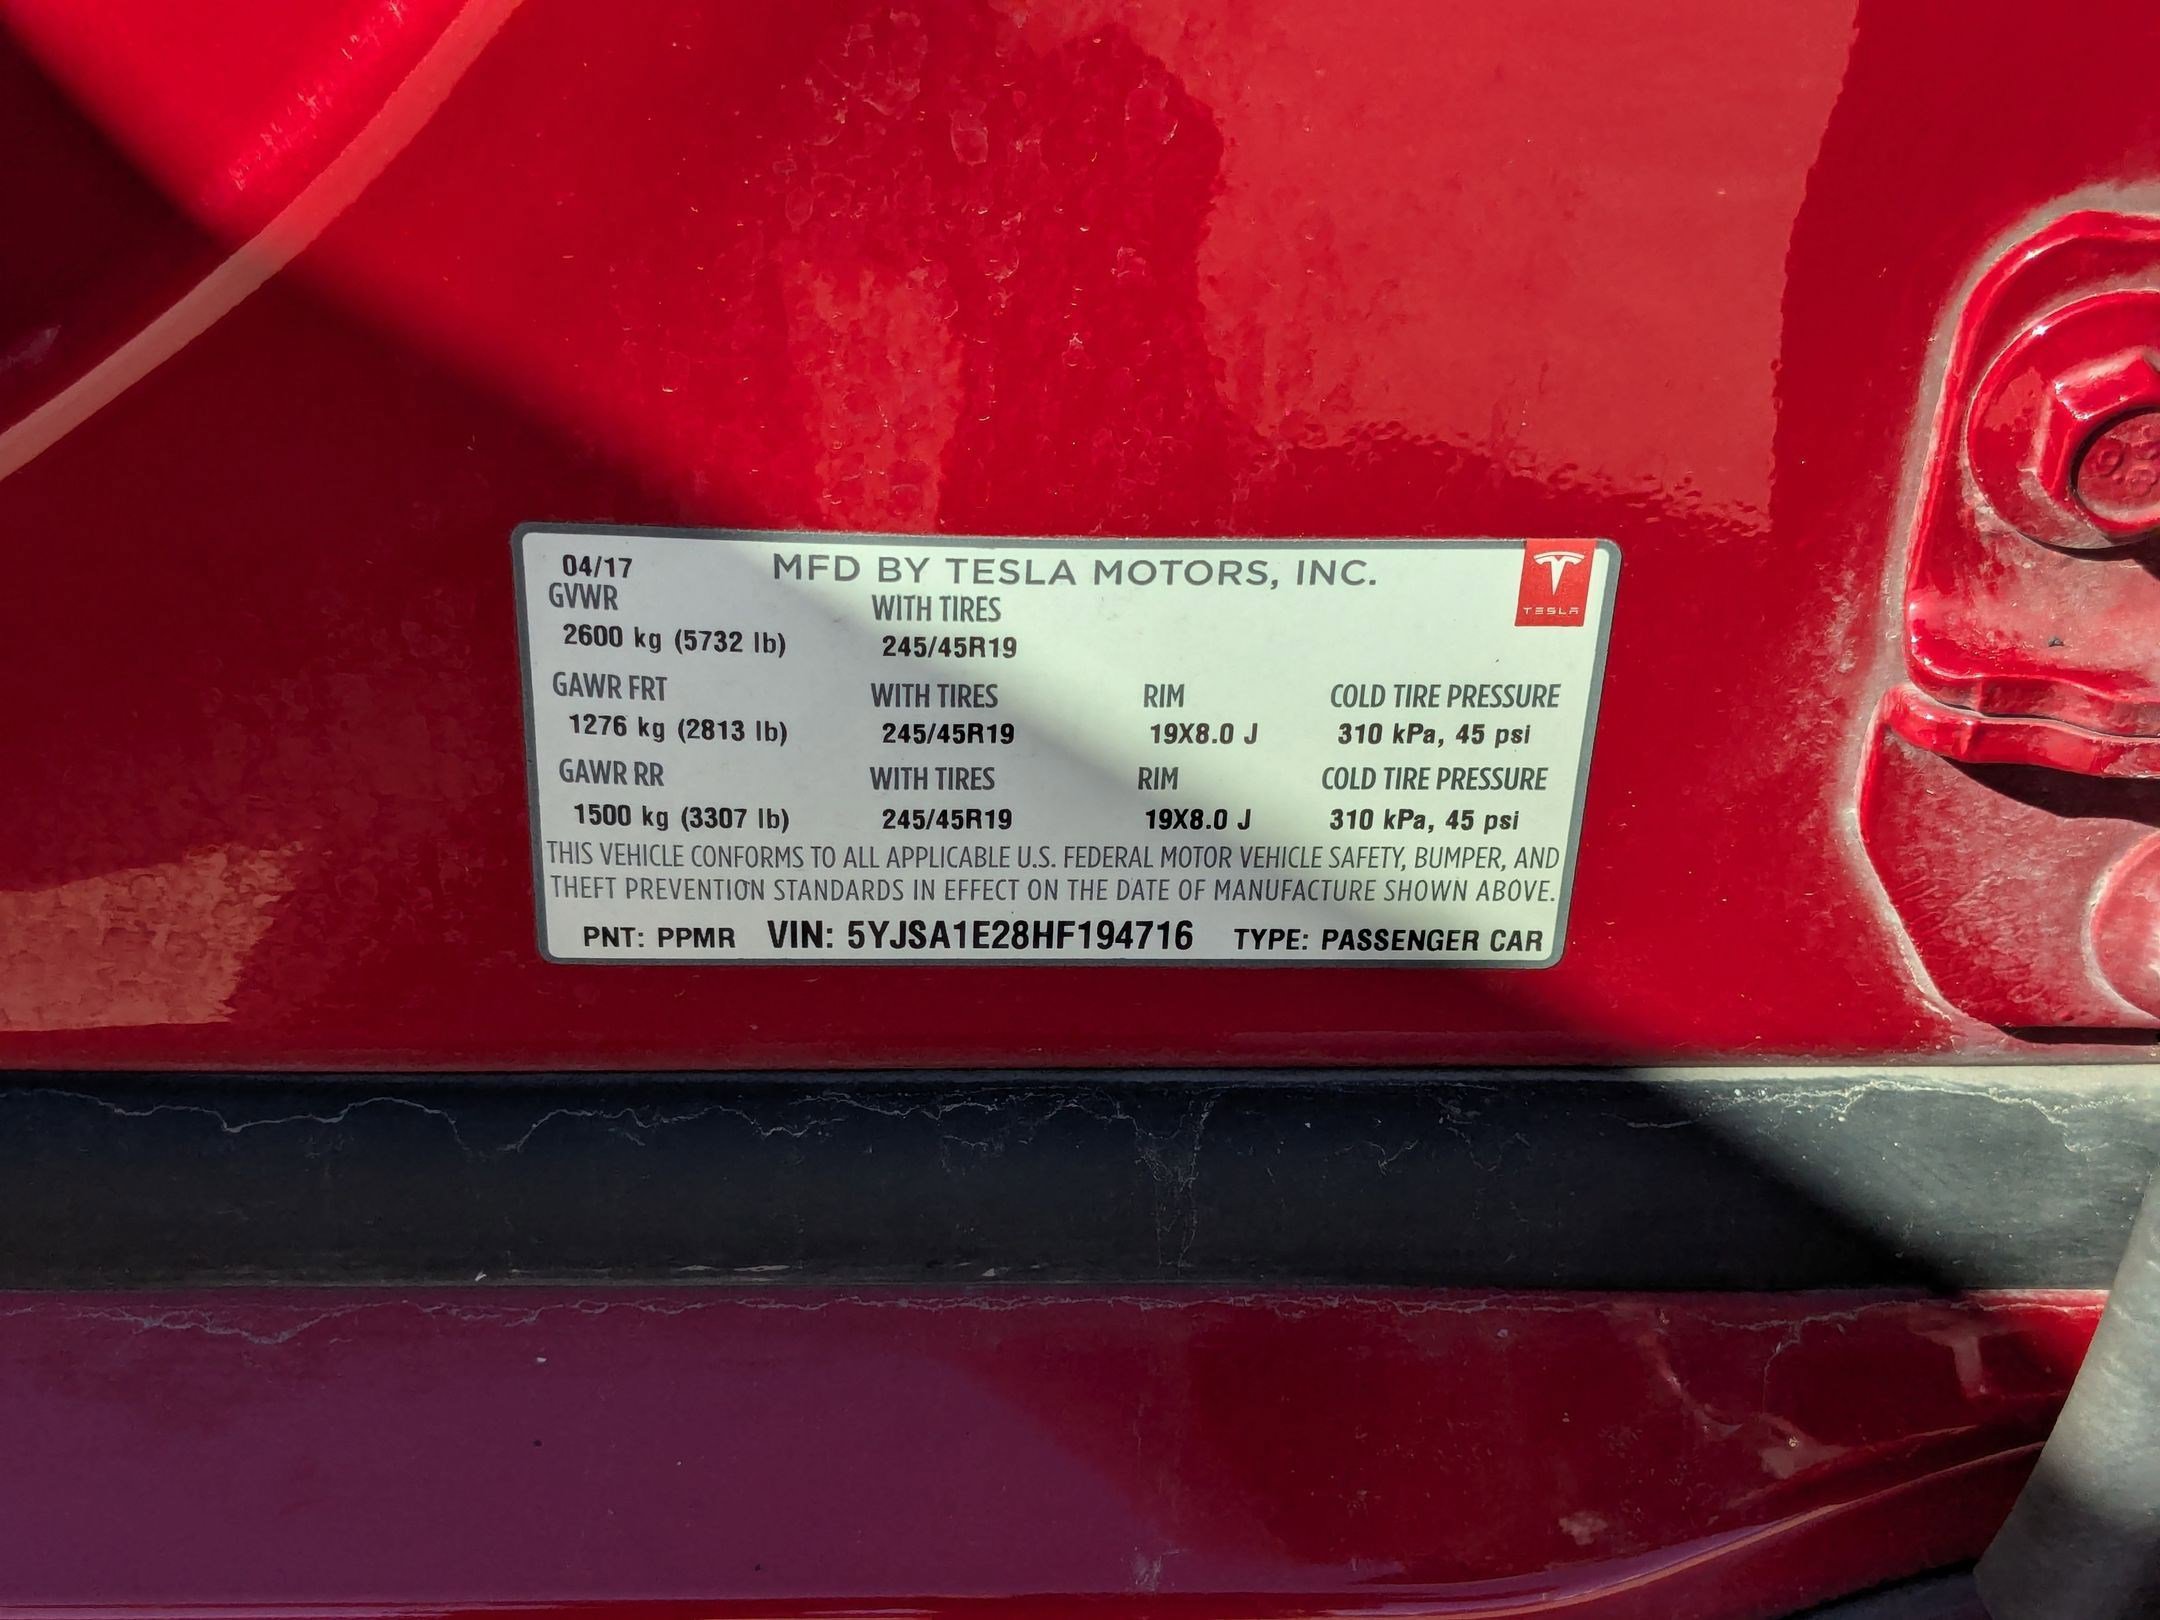 04/17 MFD BY TESLA MOTORS, INC.
TESLA
GVWR WITH TIRES
2600 kg (5732 lb) 245/45R19
GAWR FRT WITH TIRES RIM COLD TIRE PRESSURE
1276 kg (2813 lb) 245/45R19 19X8.0 J 310 kPa, 45 psi
GAWR RR WITH TIRES RIM COLD TIRE PRESSURE
1500 kg (3307 lb) 245/45R19 19X8.0 J 310 kPa, 45 psi
THIS VEHICLE CONFORMS TO ALL APPLICABLE U.S. FEDERAL MOTOR VEHICLE SAFETY, BUMPER, AND
THEFT PREVENTION STANDARDS IN EFFECT ON THE DATE OF MANUFACTURE SHOWN ABOVE.
PNT: PPMR VIN: 5YJSA1E28HF194716 TYPE: PASSENGER CAR